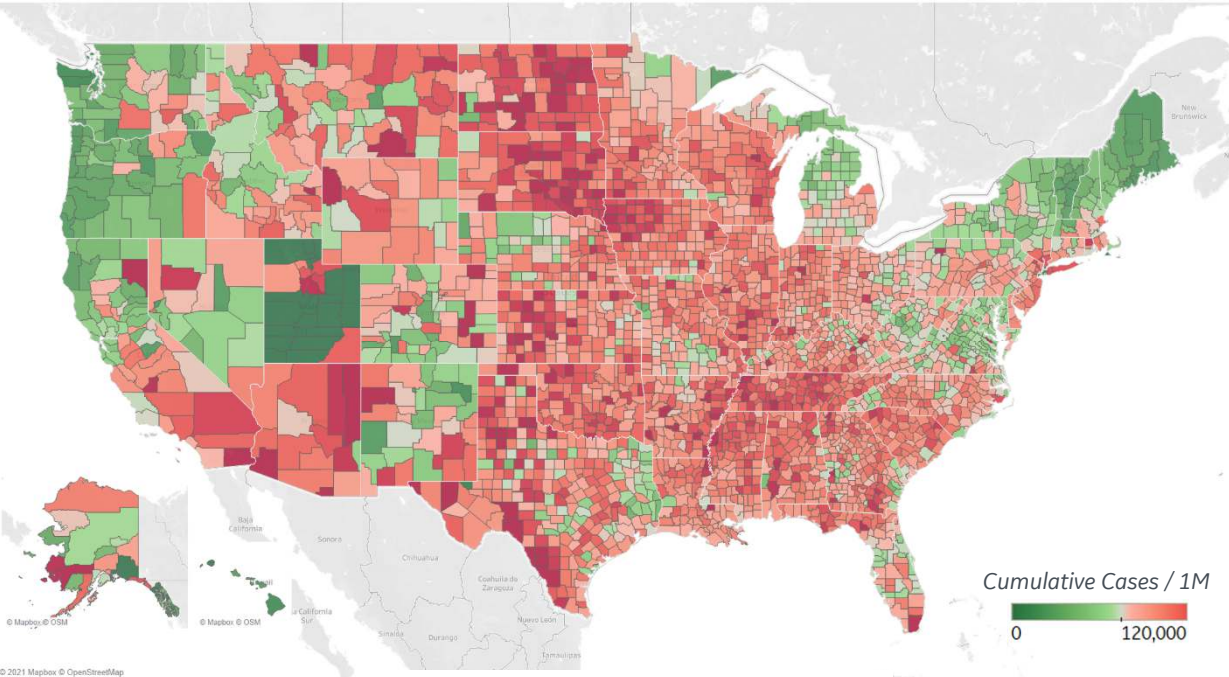 New
Brunswick
Baja
California
Sonora
Chihuahua
Coahuila de
Zaragoza
Cumulative Cases / 1M
0
120,000
© Mapbox © OSM
© Mapbox © OSM
a California
Sur
Sinaloa
Durango
Nuevo León
Tamaulipas
© 2021 Mapbox © OpenStreetMap